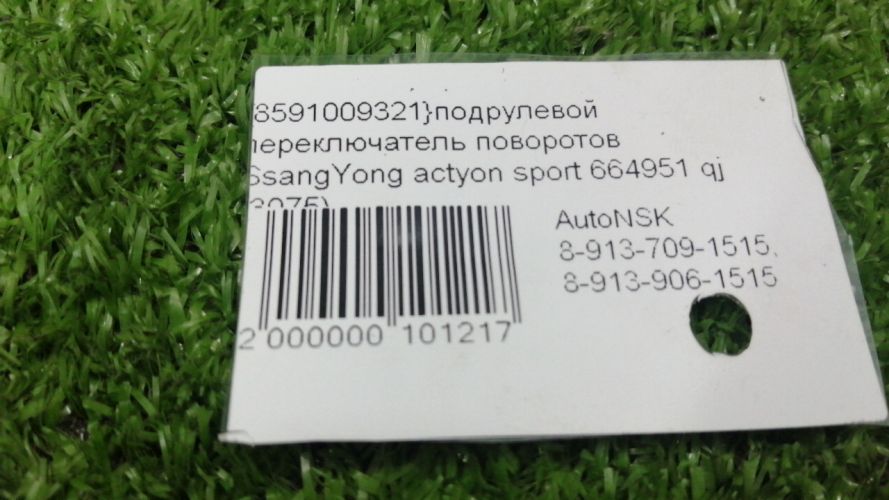 8591009321}подрулевой
переключатель поворотов
SsangYong actyon sport 664951 qj
3075)
AutoNSK
8-913-709-1515,
8-913-906-1515
2 000000 101217